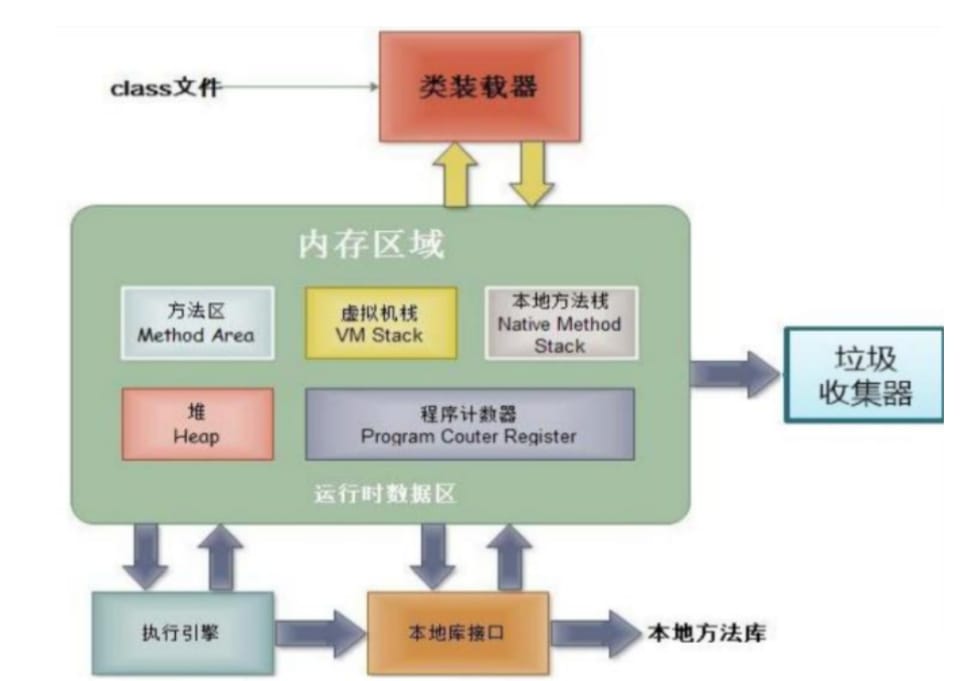 class文件
类装载器
内存区域
方法区
Method Area
虚拟机栈
VM Stack
本地方法栈
Native Method
Stack
堆
Heap
程序计数器
Program Couter Register
运行时数据区
垃圾
收集器
执行引擎
本地库接口
本地方法库